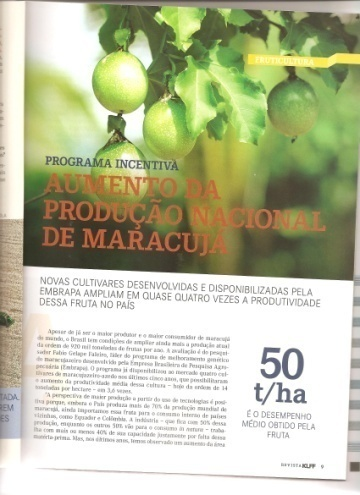 FRUTICULTURA
PROGRAMA INCENTIVA
AUMENTO DA
PRODUÇÃO NACIONAL
DE MARACUJÁ
NOVAS CULTIVARES DESENVOLVIDAS E DISPONIBILIZADAS PELA
EMBRAPA AMPLIAM EM QUASE QUATRO VEZES A PRODUTIVIDADE
DESSA FRUTA NO PAÍS
Apesar de já ser o maior produtor e o maior consumidor de maracujá
do mundo, o Brasil tem condições de ampliar ainda mais a produção atual
da ordem de 920 mil toneladas da frutas por ano. A avaliação é do pesqui-
sador Fabio Gelape Faleiro, líder do programa de melhoramento genético
de maracujazeiro desenvolvido pela Empresa Brasileira de Pesquisa Agro-
pecuária (Embrapa). O programa já disponibilizou ao mercado quatro cul-
tivares de maracujazeiro-azedo nos últimos cinco anos, que possibilitaram
o aumento da produtividade média dessa cultura – hoje da ordem de 14
toneladas por hectare – em 3,6 vezes.
"A perspectiva de maior produção a partir do uso de tecnologias é posi-
tiva porque, embora o País produza mais de 70% da produção mundial de
maracujá, ainda importamos essa fruta para o consumo interno de países
vizinhos, como Equador e Colômbia. A indústria – que fica com 50% dessa
produção, enquanto os outros 50% vão para o consumo in natura – traba-
lha com mais ou menos 40% de sua capacidade justamente por falta dessa
matéria-prima. Mas, nos últimos anos, temos observado um aumento da área
50
t/ha
É O DESEMPENHO
MÉDIO OBTIDO PELA
FRUTA
REVISTA KLFF 9
TADA.
REM
ES